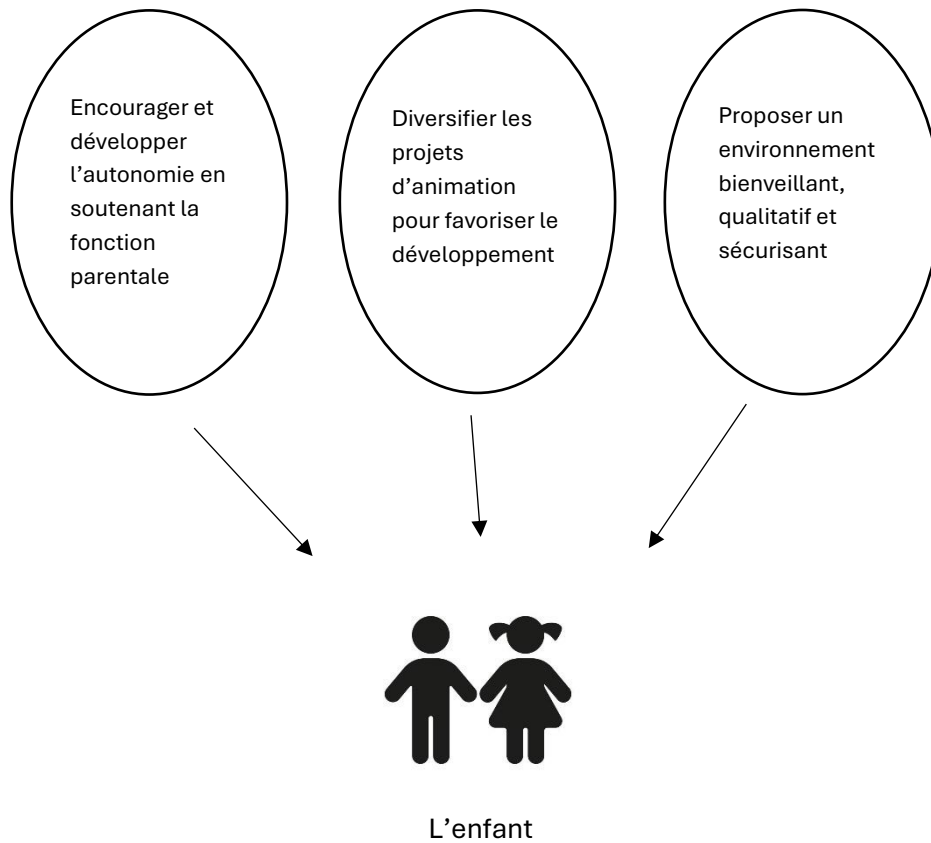 Encourager et
développer
l’autonomie en
soutenant la
fonction
parentale
Diversifier les
projets
d’animation
pour favoriser le
développement
Proposer un
environnement
bienveillant,
qualitatif et
sécurisant
L’enfant